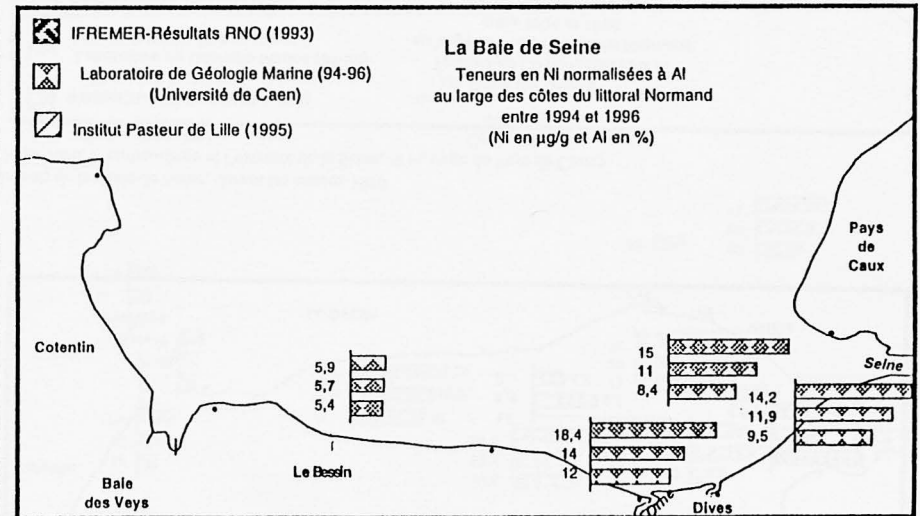 IFREMER-Résultats RNO (1993)
Laboratoire de Géologie Marine (94-96)
(Université de Caen)
Institut Pasteur de Lille (1995)
La Baie de Seine
Teneurs en Ni normalisées à Al
au large des côtes du littoral Normand
entre 1994 et 1996
(Ni en µg/g et Al en %)
Pays
de
Caux
Cotentin
Seine
5,9
5,7
5,4
15
11
8,4
14,2
11,9
9,5
18,4
14
12
Le Bessin
Baie
des Veys
Orne
Dives